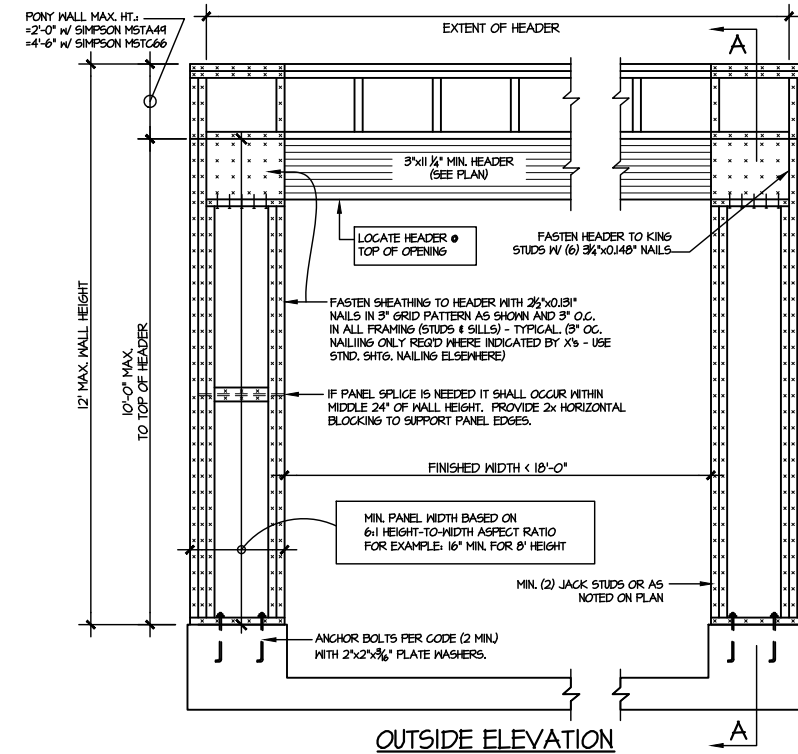 PONY WALL MAX. HT.:
=2'-0" W/ SIMPSON MSTA49
=4'-6" W/ SIMPSON MSTC66
EXTENT OF HEADER
A
3"x11 1/4" MIN. HEADER
(SEE PLAN)
LOCATE HEADER @
TOP OF OPENING
FASTEN HEADER TO KING
STUDS W/ (6) 3 1/4"x0.148" NAILS
FASTEN SHEATHING TO HEADER WITH 2 1/2"x0.131"
NAILS IN 3" GRID PATTERN AS SHOWN AND 3" O.C.
IN ALL FRAMING (STUDS & SILLS) - TYPICAL. (3" OC.
NAILIING ONLY REQ'D WHERE INDICATED BY X'S - USE
STND. SHTG. NAILING ELSEWHERE)
12' MAX. WALL HEIGHT
10'-0" MAX.
TO TOP OF HEADER
IF PANEL SPLICE IS NEEDED IT SHALL OCCUR WITHIN
MIDDLE 24" OF WALL HEIGHT. PROVIDE 2x HORIZONTAL
BLOCKING TO SUPPORT PANEL EDGES.
FINISHED WIDTH < 18'-0"
MIN. PANEL WIDTH BASED ON
6:1 HEIGHT-TO-WIDTH ASPECT RATIO
FOR EXAMPLE: 16" MIN. FOR 8' HEIGHT
MIN. (2) JACK STUDS OR AS
NOTED ON PLAN
ANCHOR BOLTS PER CODE (2 MIN.)
WITH 2"x2"x3/16" PLATE WASHERS.
OUTSIDE ELEVATION
A